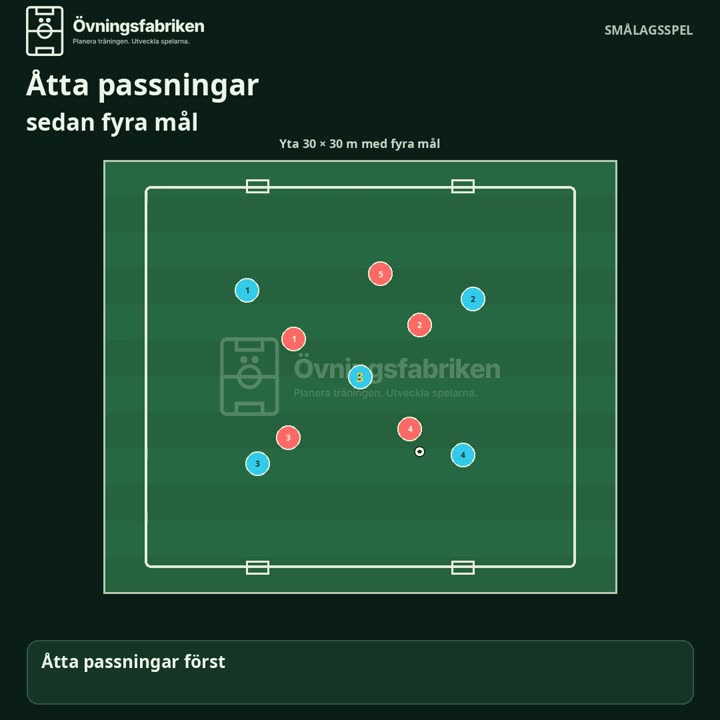 Övningsfabriken
Planera träningen. Utveckla spelarna.
SMÅLAGSSPEL
Åtta passningar
sedan fyra mål
Yta 30 × 30 m med fyra mål
5
1
2
2
1
Övningsfabriken
Planera träningen. Utveckla spelarna.
4
3
4
3
Åtta passningar först